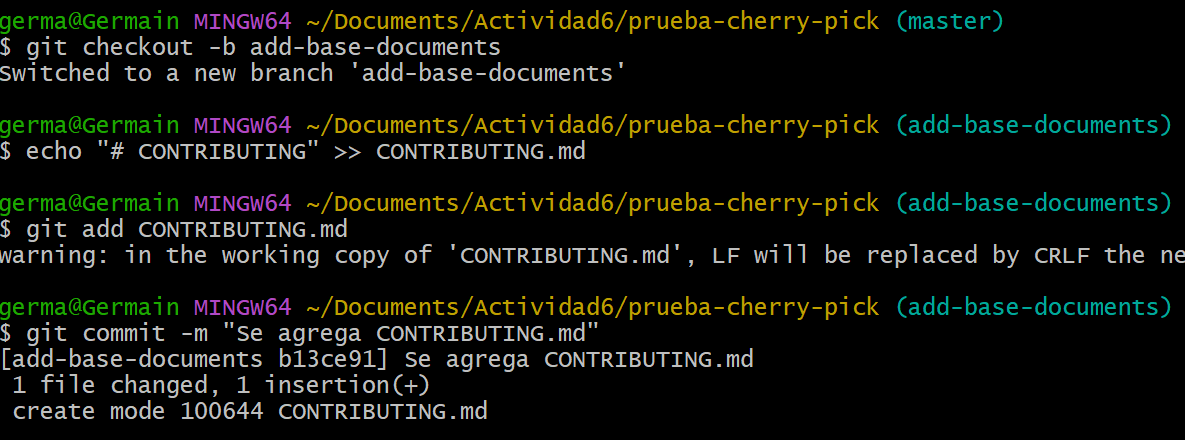 germa@Germain MINGW64 ~/Documents/Actividad6/prueba-cherry-pick (master)
$ git checkout -b add-base-documents
Switched to a new branch 'add-base-documents'
germa@Germain MINGW64 ~/Documents/Actividad6/prueba-cherry-pick (add-base-documents)
$ echo "# CONTRIBUTING" >> CONTRIBUTING.md
germa@Germain MINGW64 ~/Documents/Actividad6/prueba-cherry-pick (add-base-documents)
$ git add CONTRIBUTING.md
warning: in the working copy of 'CONTRIBUTING.md', LF will be replaced by CRLF the ne
germa@Germain MINGW64 ~/Documents/Actividad6/prueba-cherry-pick (add-base-documents)
$ git commit -m "Se agrega CONTRIBUTING.md"
[add-base-documents b13ce91] Se agrega CONTRIBUTING.md
1 file changed, 1 insertion(+)
create mode 100644 CONTRIBUTING.md